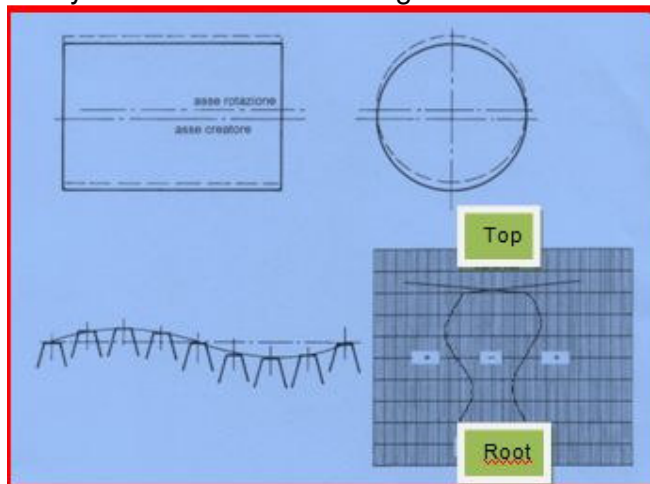 asse rotazione
asse creatore
Top
+ - +
Root